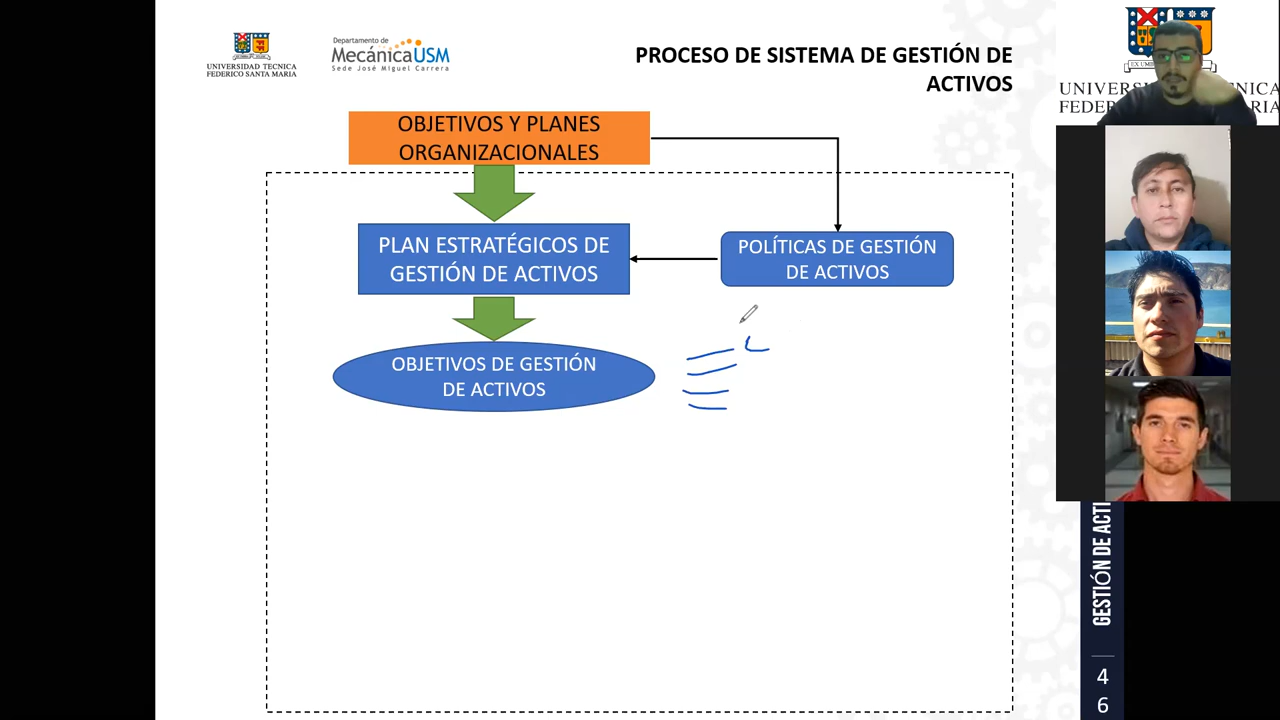 UNIVERSIDAD TECNICA
FEDERICO SANTA MARIA
Departamento de
MecánicaUSM
Sede José Miguel Carrera
PROCESO DE SISTEMA DE GESTIÓN DE
ACTIVOS
OBJETIVOS Y PLANES
ORGANIZACIONALES
PLAN ESTRATÉGICOS DE
GESTIÓN DE ACTIVOS
POLÍTICAS DE GESTIÓN
DE ACTIVOS
OBJETIVOS DE GESTIÓN
DE ACTIVOS
GESTIÓN DE ACTI
4
6